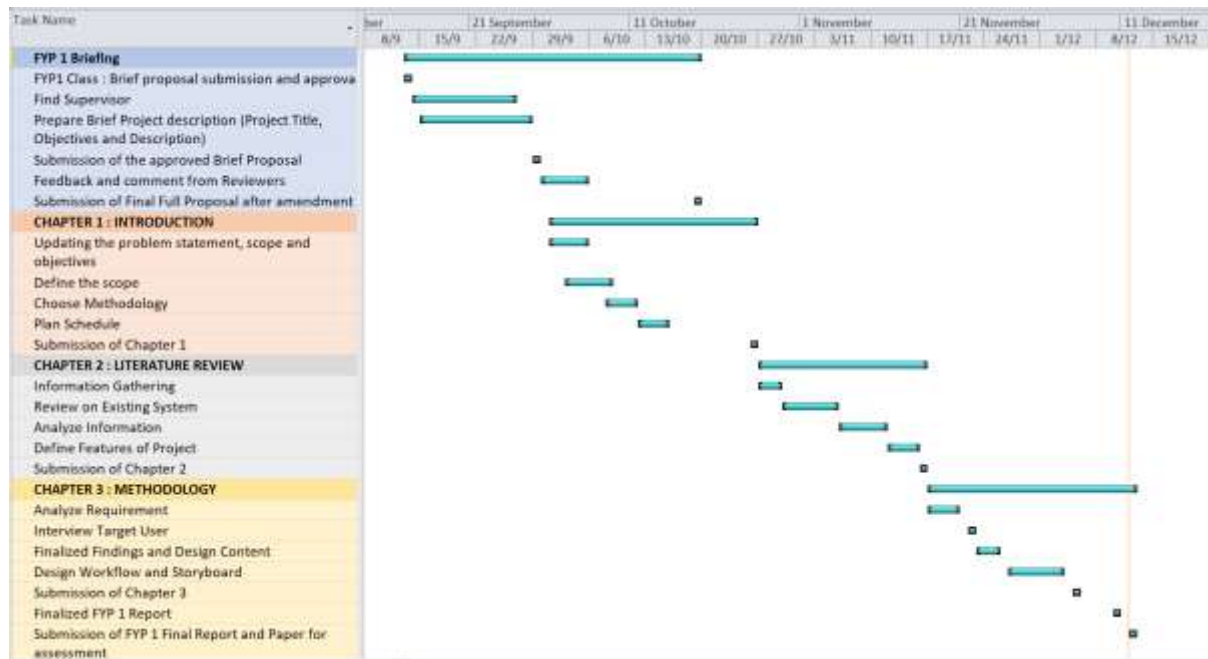 Task Name
ber 21 September 11 October 1 November 21 November 11 December
8/9 15/9 22/9 29/9 6/10 13/10 20/10 27/10 3/11 10/11 17/11 24/11 1/12 8/12 15/12
FYP 1 Briefing
FYP1 Class : Brief proposal submission and approva
Find Supervisor
Prepare Brief Project description (Project Title,
Objectives and Description)
Submission of the approved Brief Proposal
Feedback and comment from Reviewers
Submission of Final Full Proposal after amendment
CHAPTER 1 : INTRODUCTION
Updating the problem statement, scope and
objectives
Define the scope
Choose Methodology
Plan Schedule
Submission of Chapter 1
CHAPTER 2 : LITERATURE REVIEW
Information Gathering
Review on Existing System
Analyze Information
Define Features of Project
Submission of Chapter 2
CHAPTER 3 : METHODOLOGY
Analyze Requirement
Interview Target User
Finalized Findings and Design Content
Design Workflow and Storyboard
Submission of Chapter 3
Finalized FYP 1 Report
Submission of FYP 1 Final Report and Paper for
assessment